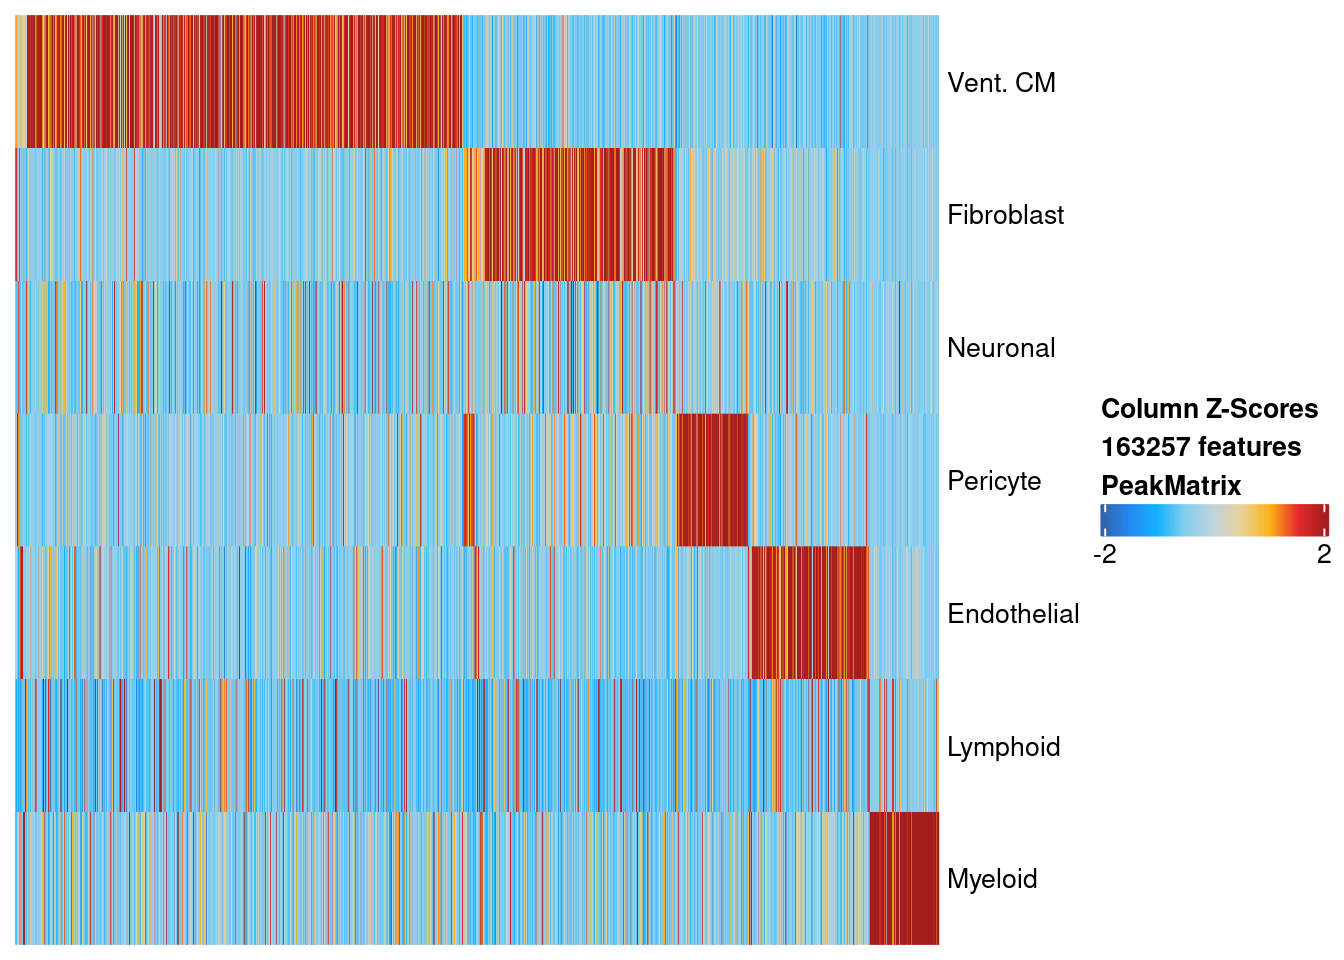 Vent. CM
Fibroblast
Neuronal
Pericyte
Endothelial
Lymphoid
Myeloid
Column Z-Scores
163257 features
PeakMatrix
-2 2